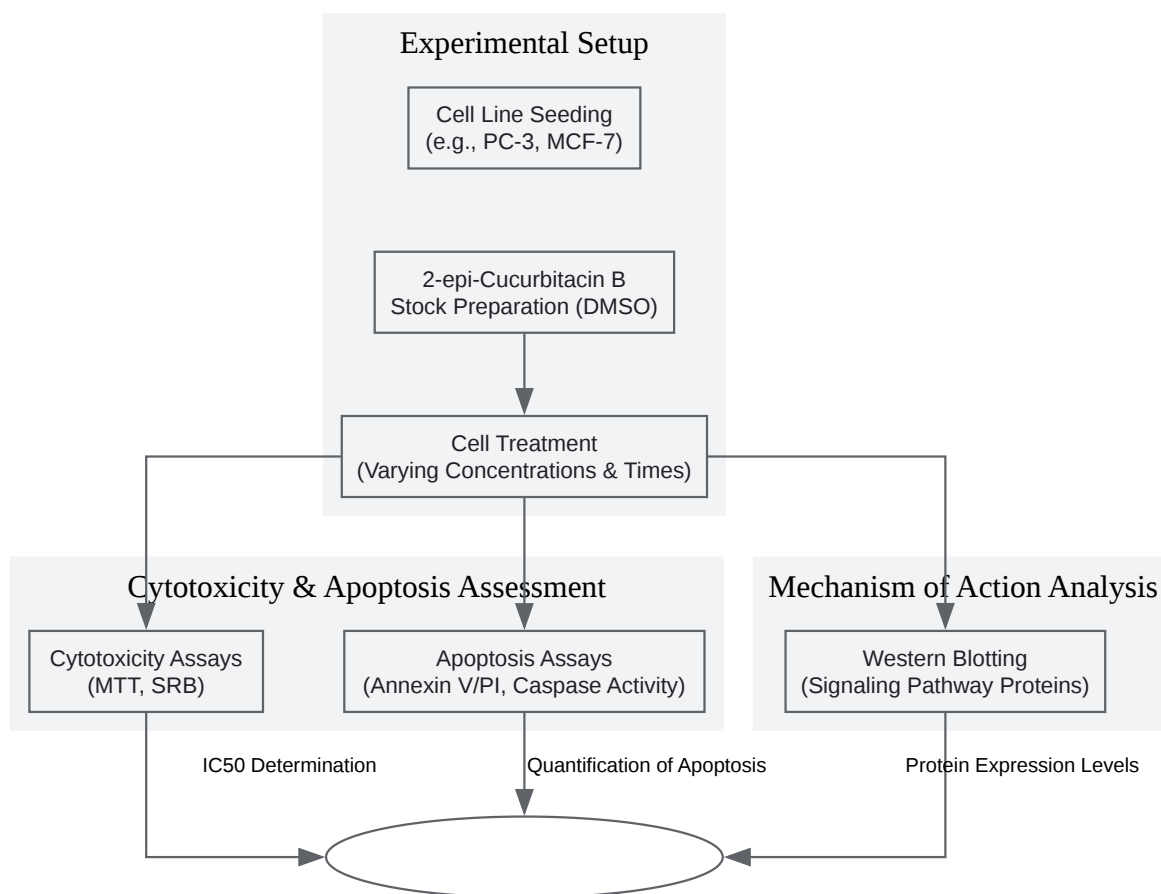 Experimental Setup
Cell Line Seeding
(e.g., PC-3, MCF-7)
2-epi-Cucurbitacin B
Stock Preparation (DMSO)
Cell Treatment
(Varying Concentrations & Times)
Cytotoxicity & Apoptosis Assessment
Mechanism of Action Analysis
Cytotoxicity Assays
(MTT, SRB)
Apoptosis Assays
(Annexin V/PI, Caspase Activity)
Western Blotting
(Signaling Pathway Proteins)
IC50 Determination
Quantification of Apoptosis
Protein Expression Levels